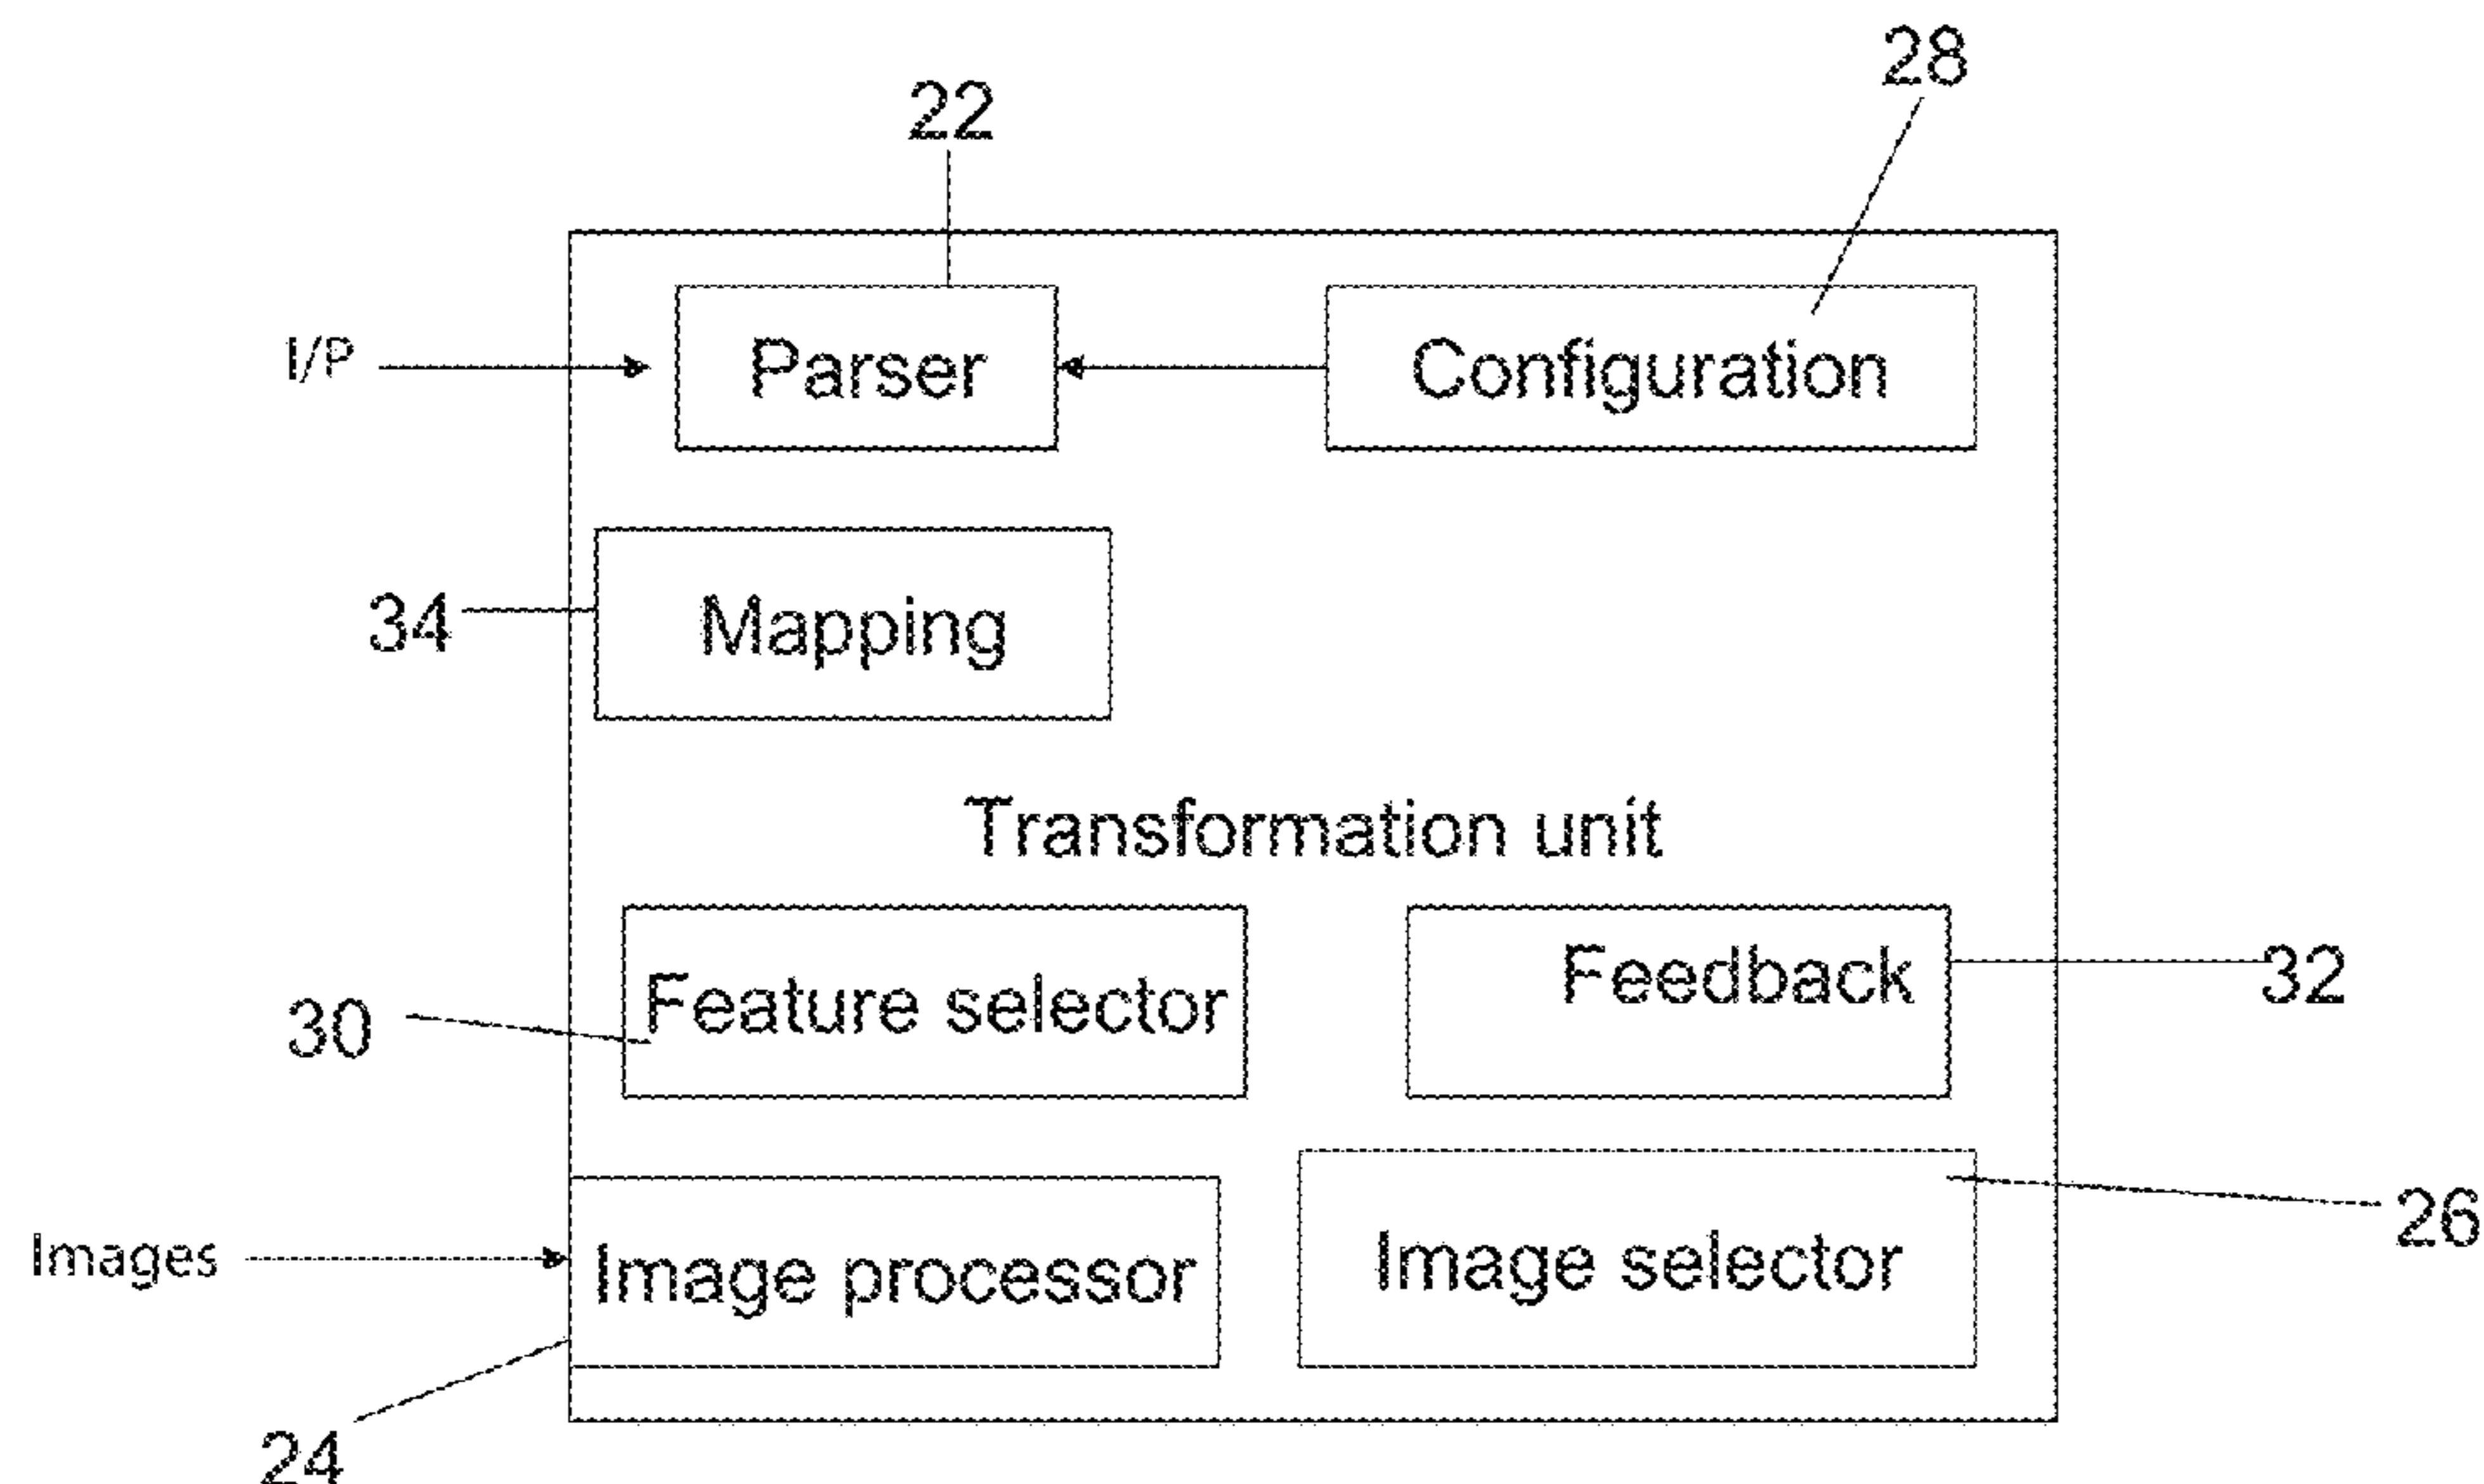 28
22
I/P
Parser
Configuration
34
Mapping
Transformation unit
Feature selector
Feedback
32
30
Images
Image processor
Image selector
26
24